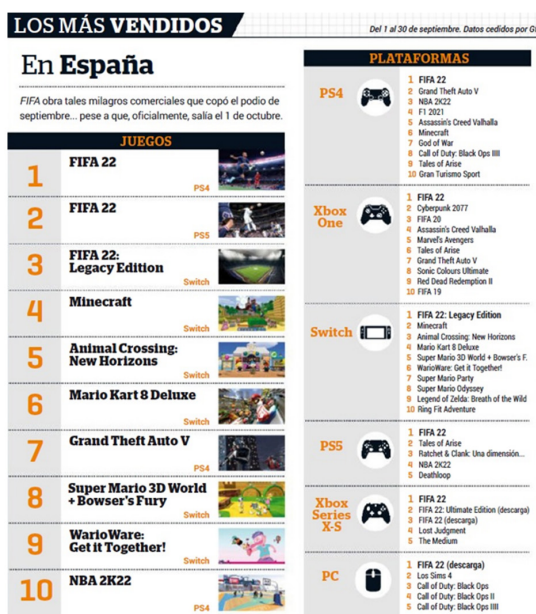 LOS MÁS VENDIDOS
Del 1 al 30 de septiembre. Datos cedidos por
En España
FIFA obra tales milagros comerciales que copó el podio de
septiembre... pese a que, oficialmente, salía el 1 de octubre.
JUEGOS
1
FIFA 22
PS4
2
FIFA 22
PS5
3
FIFA 22:
Legacy Edition
Switch
4
Minecraft
Switch
5
Animal Crossing:
New Horizons
Switch
6
Mario Kart 8 Deluxe
Switch
7
Grand Theft Auto V
PS4
8
Super Mario 3D World
+ Bowser's Fury
Switch
9
WarioWare:
Get it Together!
Switch
10
NBA 2K22
PS4
PLATAFORMAS
PS4
1 FIFA 22
2 Grand Theft Auto V
3 NBA 2K22
4 F1 2021
5 Assassin's Creed Valhalla
6 Minecraft
7 God of War
8 Call of Duty: Black Ops IIII
9 Tales of Arise
10 Gran Turismo Sport
Xbox
One
1 FIFA 22
2 Cyberpunk 2077
3 FIFA 20
4 Assassin's Creed Valhalla
5 Marvel's Avengers
6 Tales of Arise
7 Grand Theft Auto V
8 Sonic Colours Ultimate
9 Red Dead Redemption II
10 FIFA 19
Switch
1 FIFA 22: Legacy Edition
2 Minecraft
3 Animal Crossing: New Horizons
4 Mario Kart 8 Deluxe
5 Super Mario 3D World + Bowser's F.
6 WarioWare: Get it Together!
7 Super Mario Party
8 Super Mario Odyssey
9 Legend of Zelda: Breath of the Wild
10 Ring Fit Adventure
PS5
1 FIFA 22
2 Tales of Arise
3 Ratchet & Clank: Una dimensión...
4 NBA 2K22
5 Deathloop
Xbox
Series
X-S
1 FIFA 22
2 FIFA 22: Ultimate Edition (descarga)
3 FIFA 22 (descarga)
4 Lost Judgment
5 The Medium
PC
1 FIFA 22 (descarga)
2 Los Sims 4
3 Call of Duty: Black Ops
4 Call of Duty: Black Ops II
5 Call of Duty: Black Ops IIII